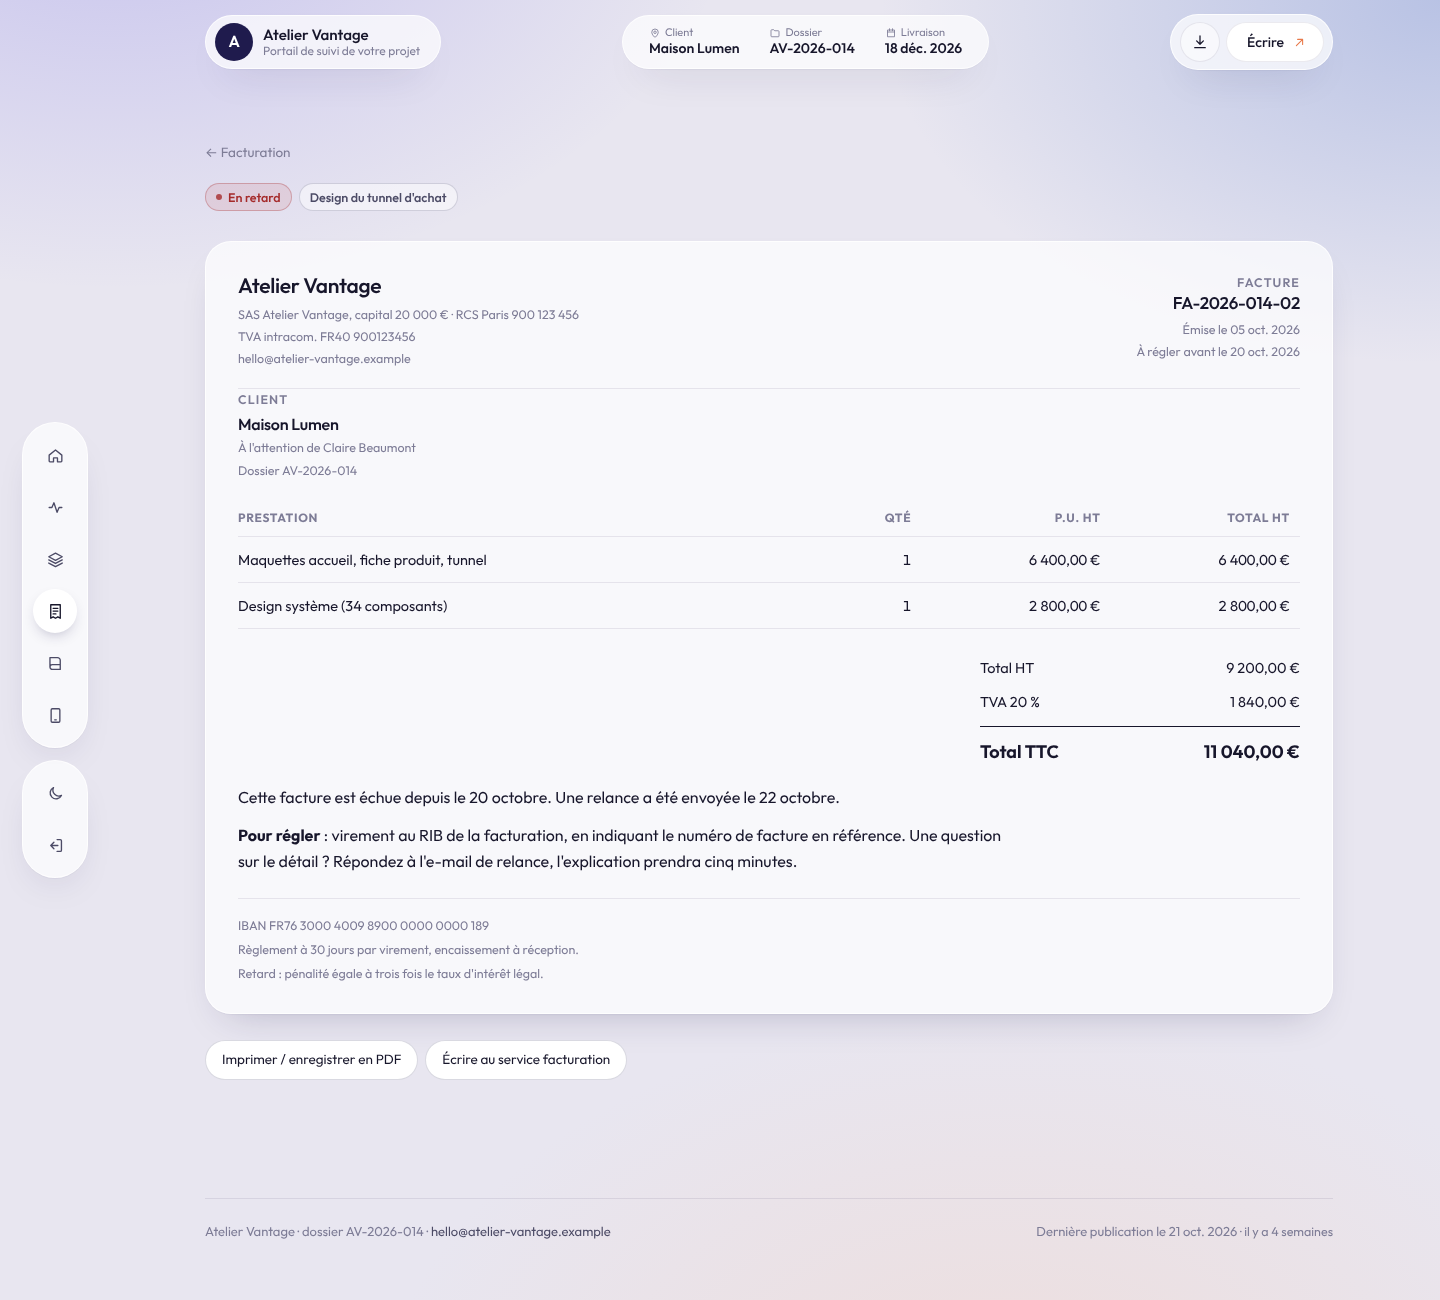 A
Atelier Vantage
Portail de suivi de votre projet
Client
Maison Lumen
Dossier
AV-2026-014
Livraison
18 déc. 2026
Écrire
← Facturation
En retard
Design du tunnel d'achat
Atelier Vantage
SAS Atelier Vantage, capital 20 000 € · RCS Paris 900 123 456
TVA intracom. FR40 900123456
hello@atelier-vantage.example
FACTURE
FA-2026-014-02
Émise le 05 oct. 2026
À régler avant le 20 oct. 2026
CLIENT
Maison Lumen
À l'attention de Claire Beaumont
Dossier AV-2026-014
PRESTATION QTÉ P.U. HT TOTAL HT
Maquettes accueil, fiche produit, tunnel 1 6 400,00 € 6 400,00 €
Design système (34 composants) 1 2 800,00 € 2 800,00 €
Total HT 9 200,00 €
TVA 20 % 1 840,00 €
Total TTC 11 040,00 €
Cette facture est échue depuis le 20 octobre. Une relance a été envoyée le 22 octobre.
Pour régler : virement au RIB de la facturation, en indiquant le numéro de facture en référence. Une question
sur le détail ? Répondez à l'e-mail de relance, l'explication prendra cinq minutes.
IBAN FR76 3000 4009 8900 0000 0000 189
Règlement à 30 jours par virement, encaissement à réception.
Retard : pénalité égale à trois fois le taux d'intérêt légal.
Imprimer / enregistrer en PDF
Écrire au service facturation
Atelier Vantage · dossier AV-2026-014 · hello@atelier-vantage.example
Dernière publication le 21 oct. 2026 · il y a 4 semaines